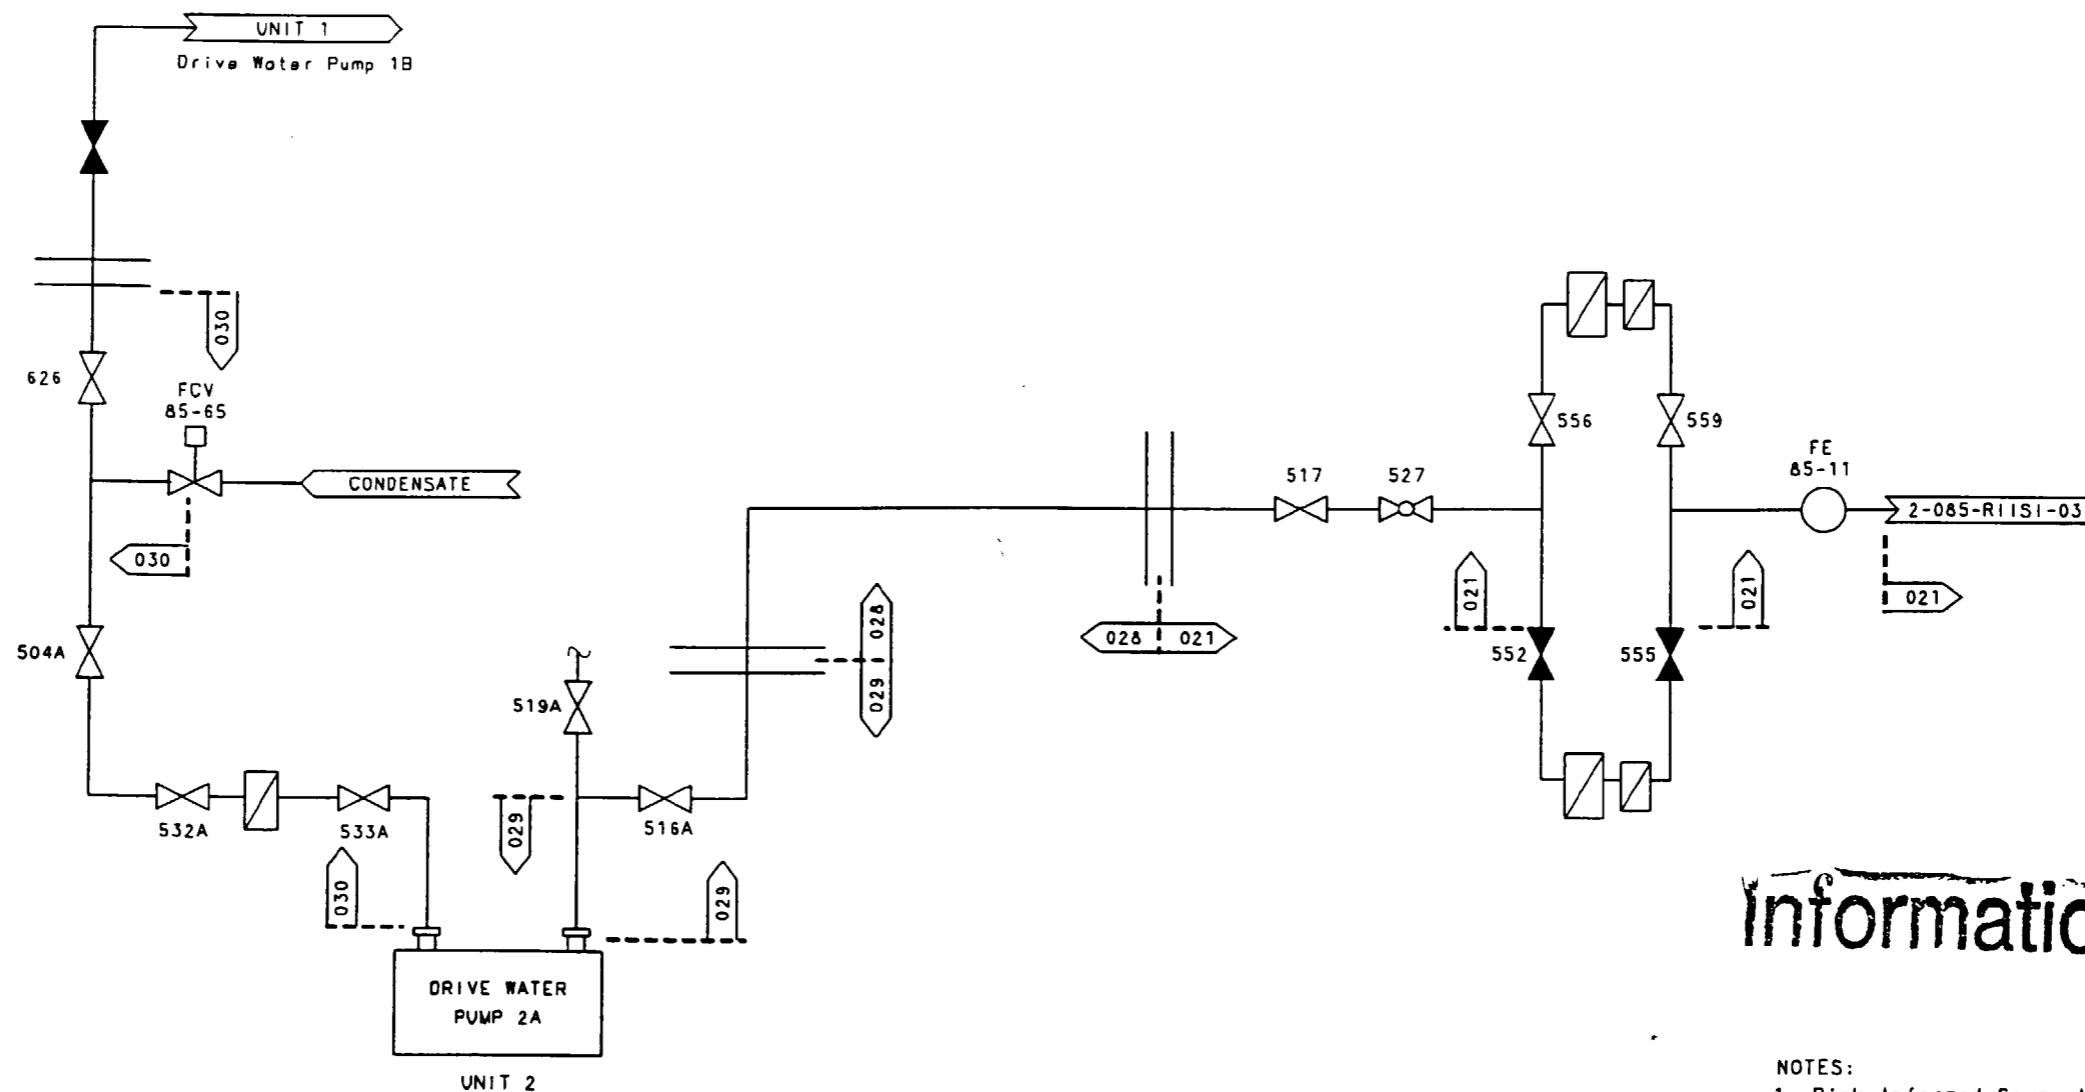 UNIT 1
Drive Water Pump 1B
030
626
FCV
85-65
CONDENSATE
030
504A
532A
533A
030
519A
029
516A
029
028
029
DRIVE WATER
PUMP 2A
UNIT 2
028
021
517
527
556
559
FE
85-11
2-085-RIISI-03
021
021
021
552
555
NOTES: